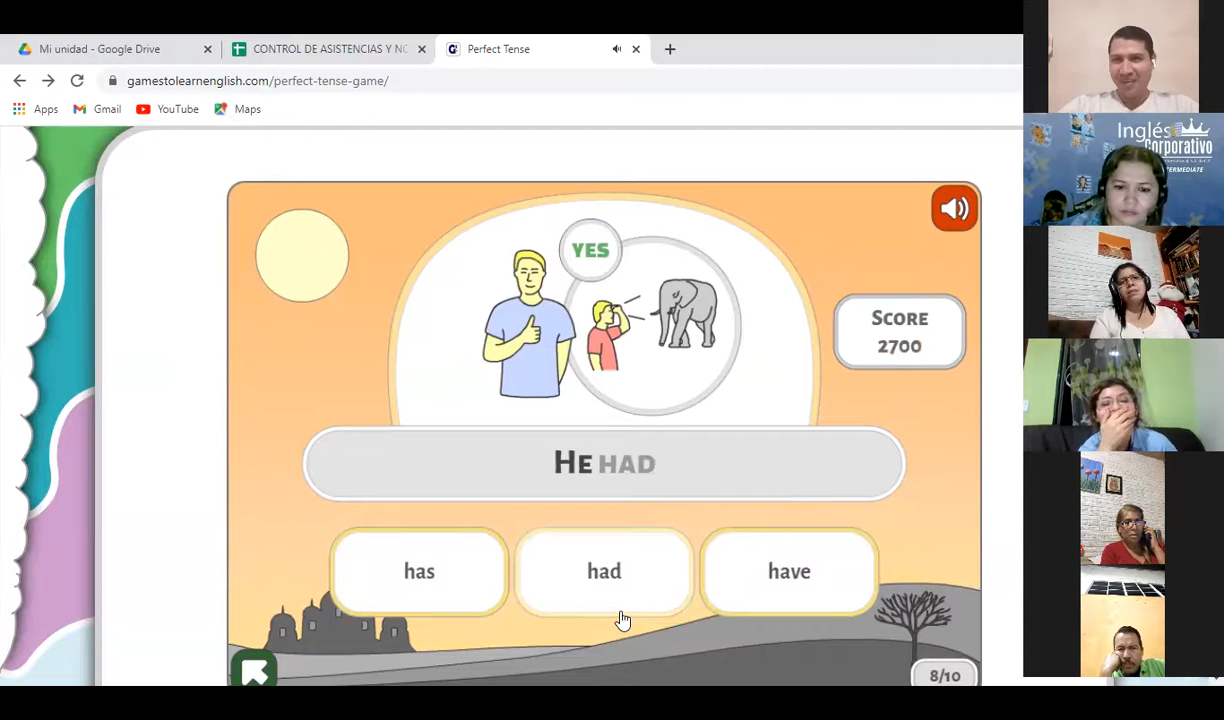 Mi unidad - Google Drive
CONTROL DE ASISTENCIAS Y NO
Perfect Tense
gamestolearnenglish.com/perfect-tense-game/
Apps
Gmail
YouTube
Maps
YES
SCORE
2700
HE HAD
has
had
have
8/10
Inglés
Corporativo